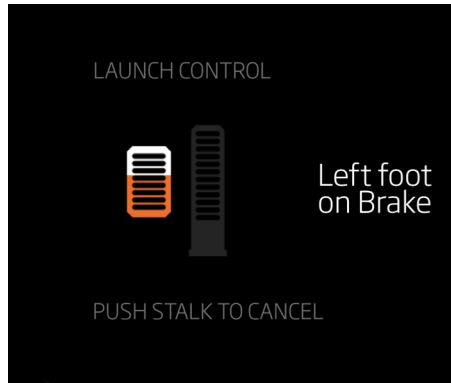 LAUNCH CONTROL
Left foot
on Brake
PUSH STALK TO CANCEL